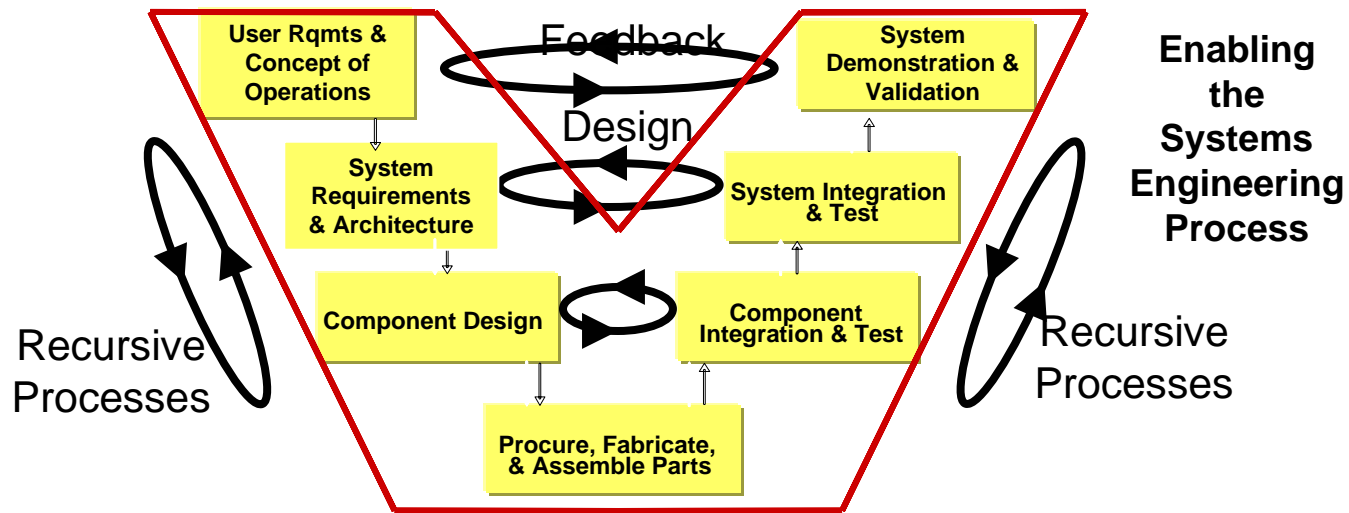 User Rqmts &
Concept of
Operations
Feedback
System
Demonstration &
Validation
Enabling
the
Systems
Engineering
Process
Design
System
Requirements
& Architecture
System Integration
& Test
Component Design
Component
Integration & Test
Recursive
Processes
Recursive
Processes
Procure, Fabricate,
& Assemble Parts